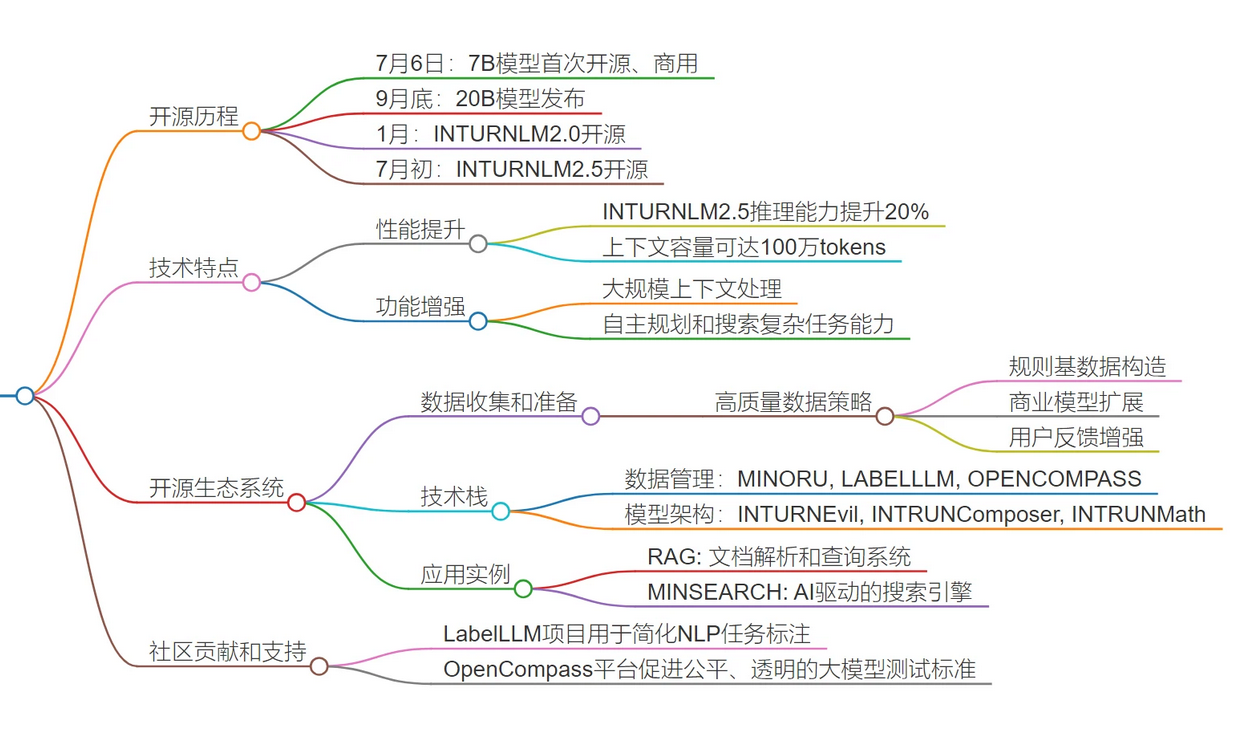 开源历程
7月6日：7B模型首次开源、商用
9月底：20B模型发布
1月：INTURNLM2.0开源
7月初：INTURNLM2.5开源
技术特点
性能提升
INTURNLM2.5推理能力提升20%
上下文容量可达100万tokens
功能增强
大规模上下文处理
自主规划和搜索复杂任务能力
开源生态系统
数据收集和准备
高质量数据策略
规则基数据构造
商业模型扩展
用户反馈增强
技术栈
数据管理：MINORU, LABELLLM, OPENCOMPASS
模型架构：INTURNEvil, INTRUNComposer, INTRUNMath
应用实例
RAG: 文档解析和查询系统
MINSEARCH: AI驱动的搜索引擎
社区贡献和支持
LabelLLM项目用于简化NLP任务标注
OpenCompass平台促进公平、透明的大模型测试标准